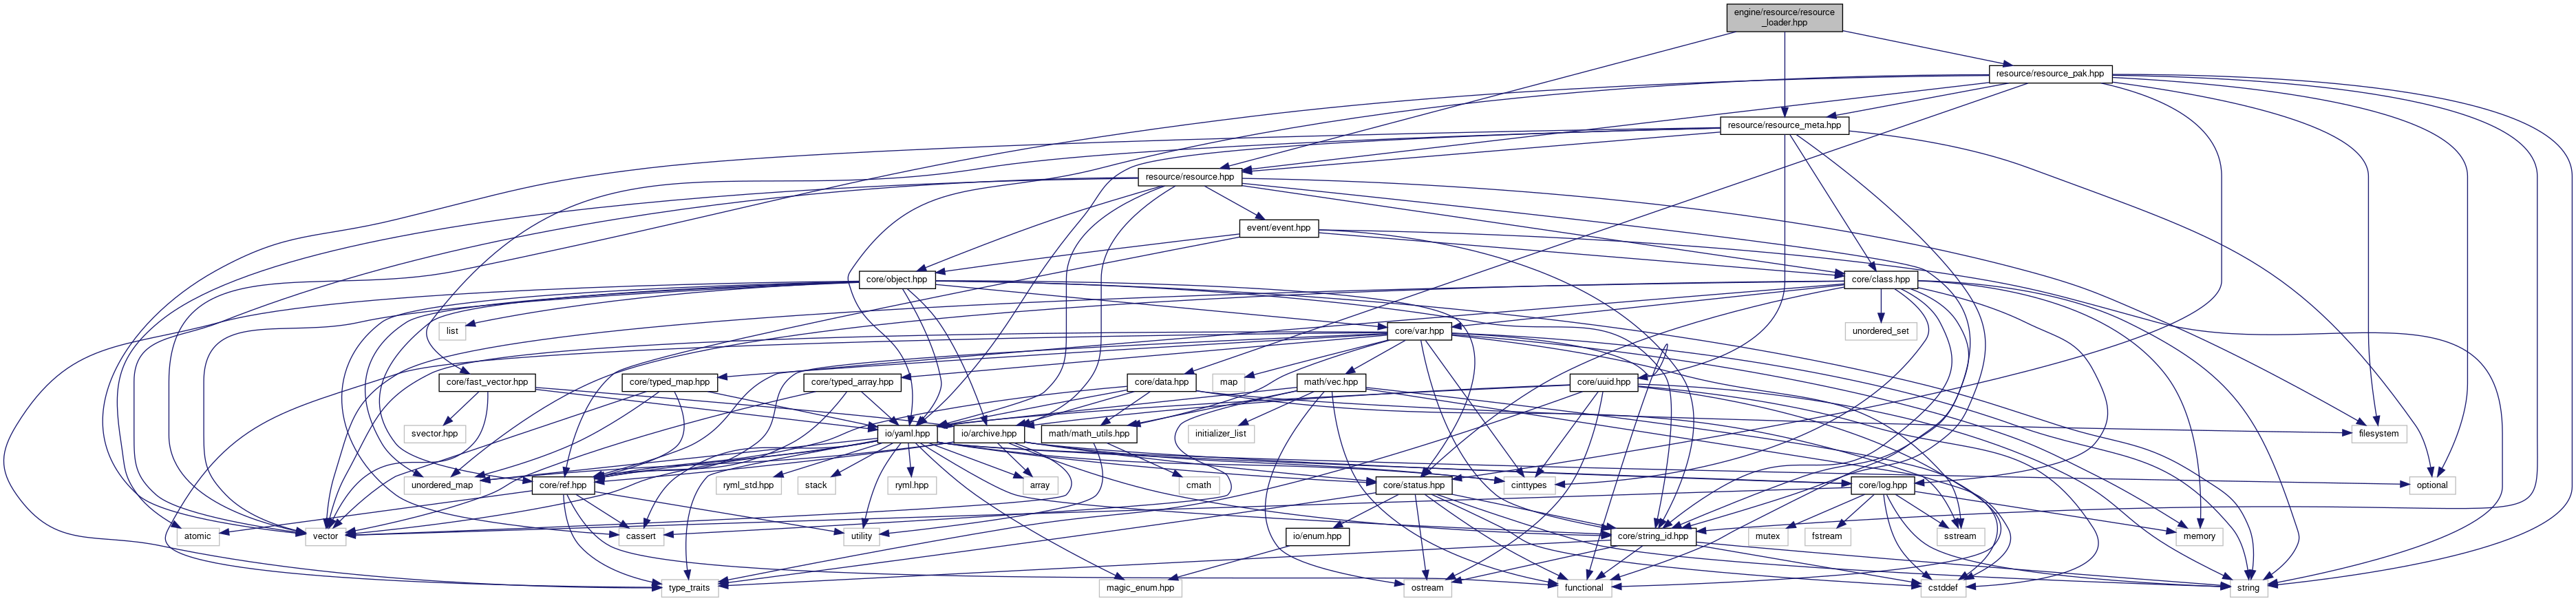 engine/resource/resource
_loader.hpp
resource/resource_pak.hpp
resource/resource_meta.hpp
resource/resource.hpp
event/event.hpp
core/object.hpp
core/class.hpp
list
core/var.hpp
unordered_set
core/fast_vector.hpp
core/typed_map.hpp
core/typed_array.hpp
core/data.hpp
map
math/vec.hpp
core/uuid.hpp
svector.hpp
io/yaml.hpp
io/archive.hpp
math/math_utils.hpp
initializer_list
filesystem
unordered_map
core/ref.hpp
ryml_std.hpp
stack
ryml.hpp
array
cmath
core/status.hpp
cinttypes
core/log.hpp
optional
atomic
vector
cassert
utility
io/enum.hpp
core/string_id.hpp
mutex
fstream
sstream
memory
type_traits
magic_enum.hpp
ostream
functional
cstddef
string